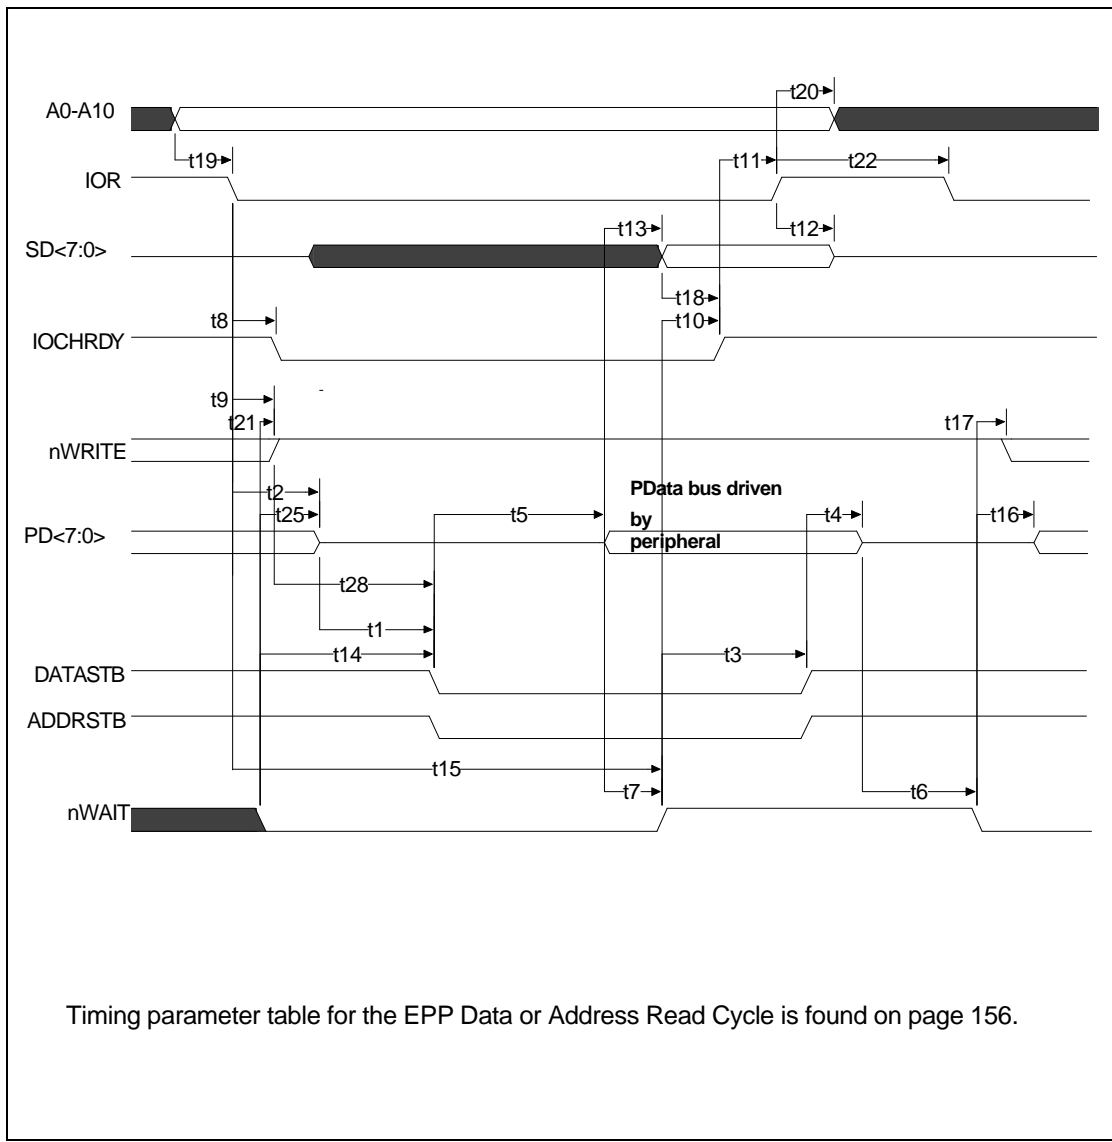 t20
A0-A10
t19
t11
t22
IOR
t13
t12
SD<7:0>
t18
t8
t10
IOCHRDY
t9
t21
t17
nWRITE
t2
PData bus driven
t25
t5
by
t4
t16
PD<7:0>
peripheral
t28
t1
t14
t3
DATASTB
ADDRSTB
t15
t7
t6
nWAIT
Timing parameter table for the EPP Data or Address Read Cycle is found on page 156.